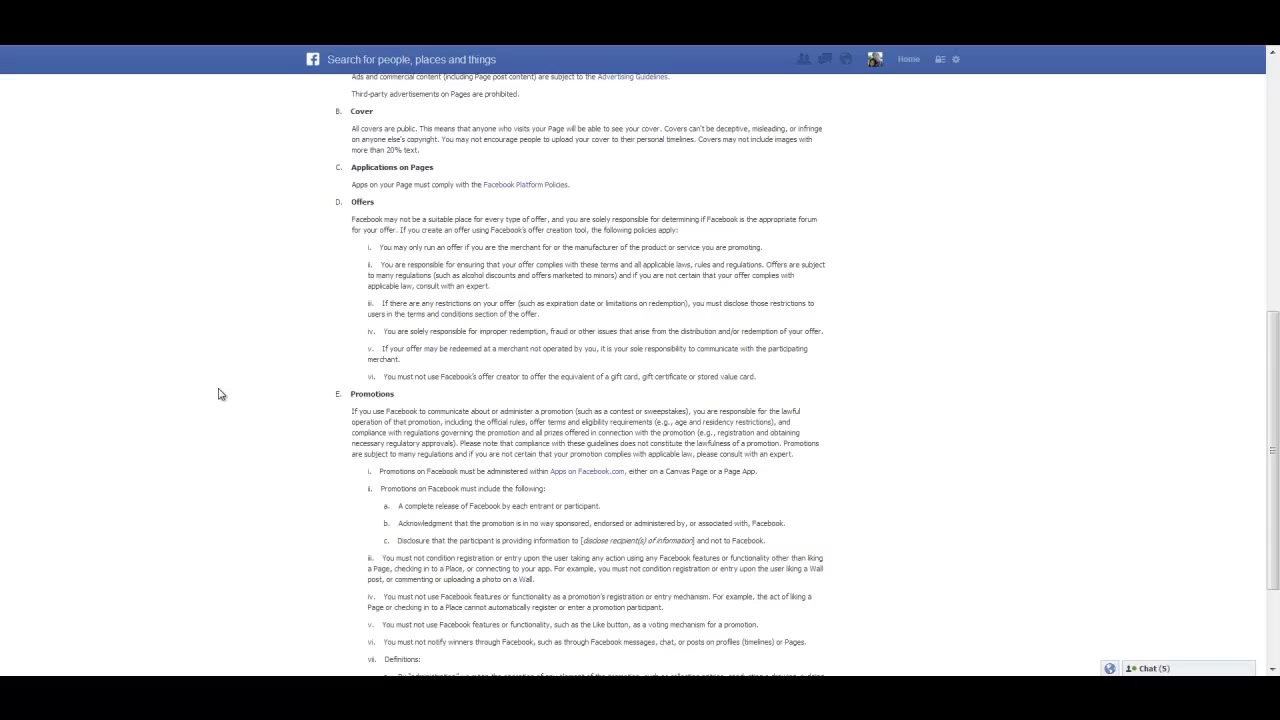 Search for people, places and things
Home
Ads and commercial content (including Page post content) are subject to the Advertising Guidelines.
Third-party advertisements on Pages are prohibited.
B. Cover
All covers are public. This means that anyone who visits your Page will be able to see your cover. Covers can't be deceptive, misleading, or infringe
on anyone else's copyright. You may not encourage people to upload your cover to their personal timelines. Covers may not include images with
more than 20% text.
C. Applications on Pages
Apps on your Page must comply with the Facebook Platform Policies.
D. Offers
Facebook may not be a suitable place for every type of offer, and you are solely responsible for determining if Facebook is the appropriate forum
for your offer. If you create an offer using Facebook's offer creation tool, the following policies apply:
i. You may only run an offer if you are the merchant for or the manufacturer of the product or service you are promoting.
ii. You are responsible for ensuring that your offer complies with these terms and all applicable laws, rules and regulations. Offers are subject
to many regulations (such as alcohol discounts and offers marketed to minors) and if you are not certain that your offer complies with
applicable law, consult with an expert.
iii. If there are any restrictions on your offer (such as expiration date or limitations on redemption), you must disclose those restrictions to
users in the terms and conditions section of the offer.
iv. You are solely responsible for improper redemption, fraud or other issues that arise from the distribution and/or redemption of your offer.
v. If your offer may be redeemed at a merchant not operated by you, it is your sole responsibility to communicate with the participating
merchant.
vi. You must not use Facebook's offer creator to offer the equivalent of a gift card, gift certificate or stored value card.
E. Promotions
If you use Facebook to communicate about or administer a promotion (such as a contest or sweepstakes), you are responsible for the lawful
operation of that promotion, including the official rules, offer terms and eligibility requirements (e.g., age and residency restrictions), and
compliance with regulations governing the promotion and all prizes offered in connection with the promotion (e.g., registration and obtaining
necessary regulatory approvals). Please note that compliance with these guidelines does not constitute the lawfulness of a promotion. Promotions
are subject to many regulations and if you are not certain that your promotion complies with applicable law, please consult with an expert.
i. Promotions on Facebook must be administered within Apps on Facebook.com, either on a Canvas Page or a Page App.
ii. Promotions on Facebook must include the following:
a. A complete release of Facebook by each entrant or participant.
b. Acknowledgment that the promotion is in no way sponsored, endorsed or administered by, or associated with, Facebook.
c. Disclosure that the participant is providing information to [disclose recipient(s) of information] and not to Facebook.
iii. You must not condition registration or entry upon the user taking any action using any Facebook features or functionality other than liking
a Page, checking in to a Place, or connecting to your app. For example, you must not condition registration or entry upon the user liking a Wall
post, or commenting or uploading a photo on a Wall.
iv. You must not use Facebook features or functionality as a promotion's registration or entry mechanism. For example, the act of liking a
Page or checking in to a Place cannot automatically register or enter a promotion participant.
v. You must not use Facebook features or functionality, such as the Like button, as a voting mechanism for a promotion.
vi. You must not notify winners through Facebook, such as through Facebook messages, chat, or posts on profiles (timelines) or Pages.
vii. Definitions:
Chat (5)